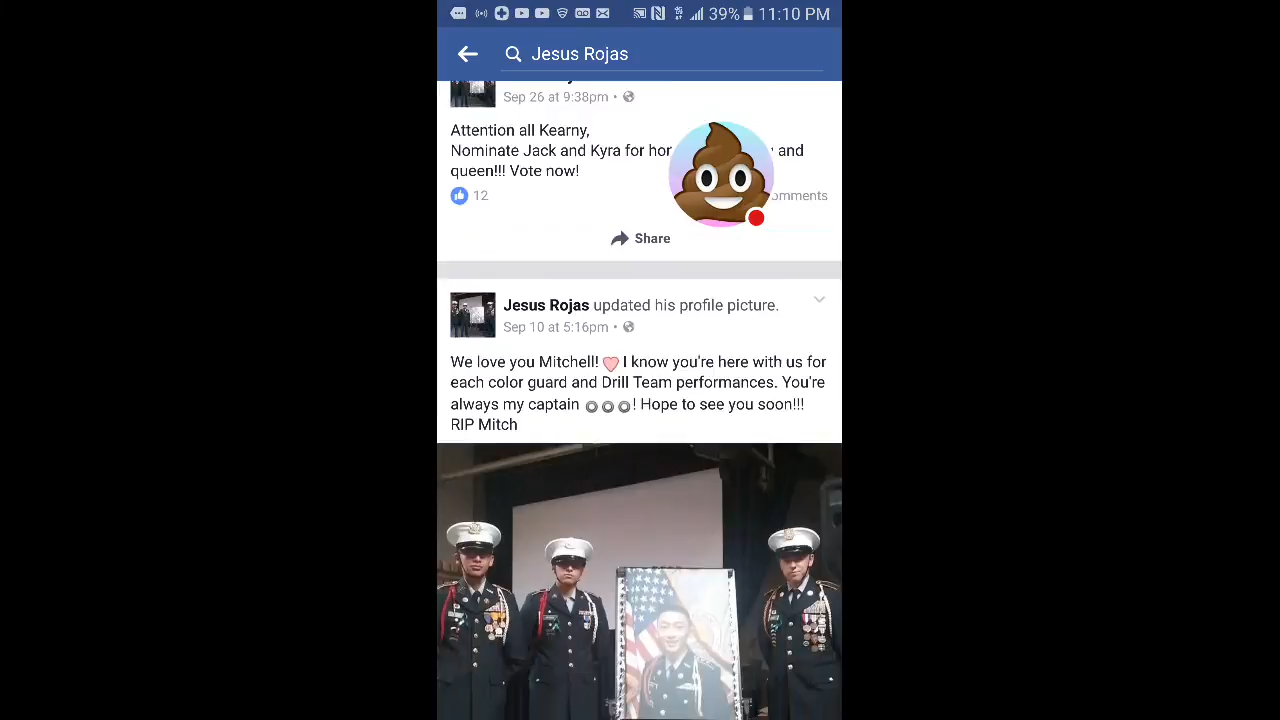 39% 11:10 PM
Jesus Rojas
Sep 26 at 9:38pm •
Attention all Kearny,
Nominate Jack and Kyra for and
queen!!! Vote now!
12
Share
Jesus Rojas updated his profile picture.
Sep 10 at 5:16pm •
We love you Mitchell! I know you're here with us for
each color guard and Drill Team performances. You're
always my captain ! Hope to see you soon!!!
RIP Mitch